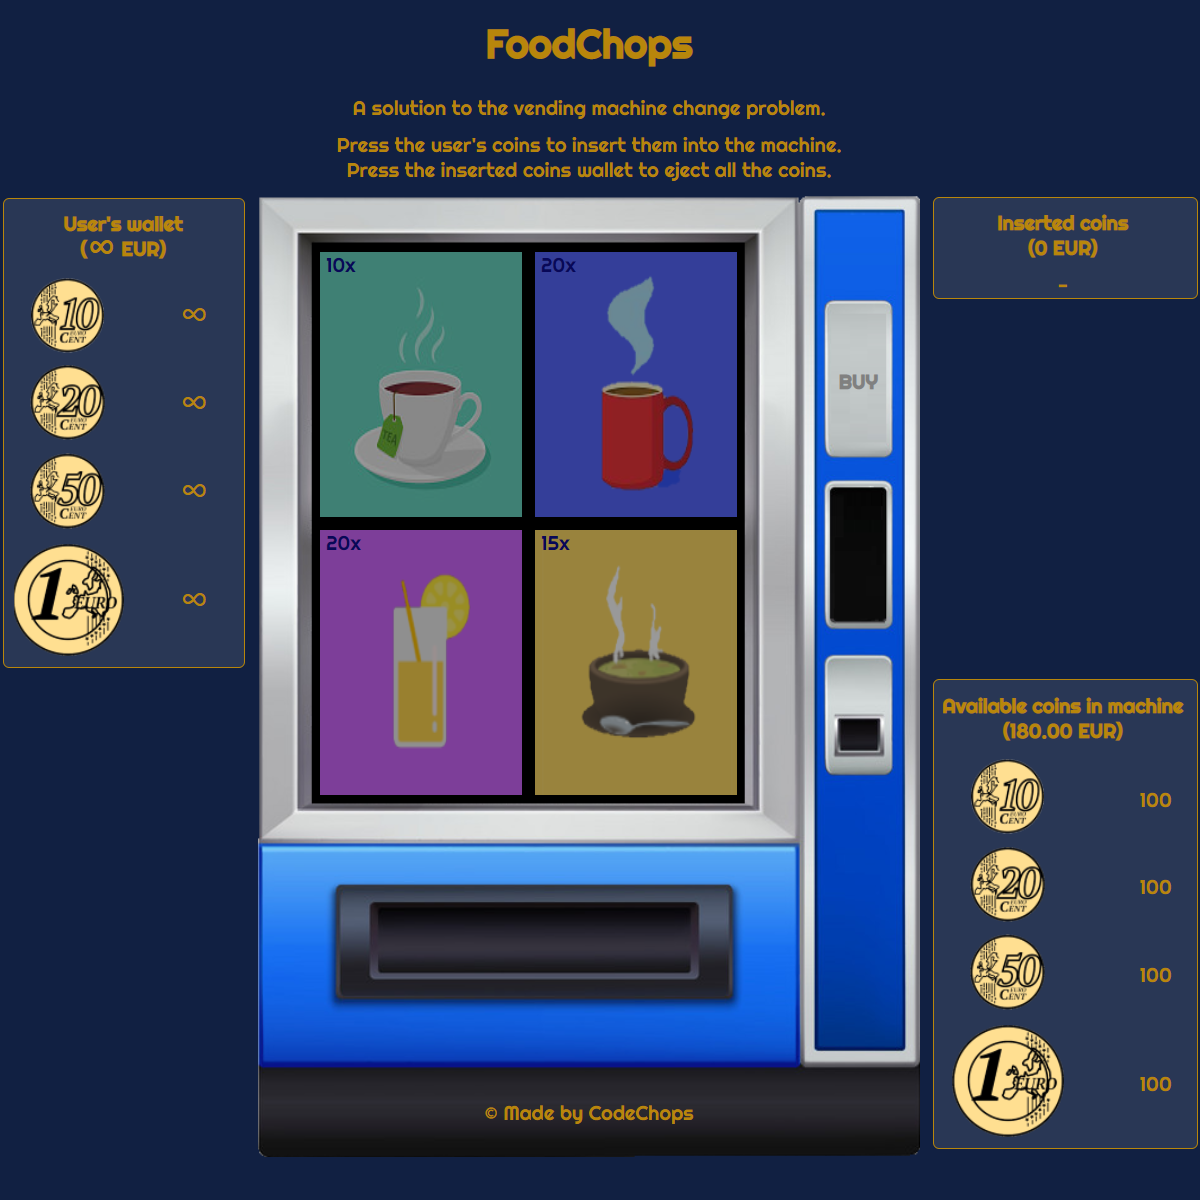 FoodChops
A solution to the vending machine change problem.
Press the user's coins to insert them into the machine.
Press the inserted coins wallet to eject all the coins.
User's wallet
(∞ EUR)
10 EURO CENT
∞
20 EURO CENT
∞
50 EURO CENT
∞
1 EURO
∞
10x
TEA
20x
20x
15x
BUY
Inserted coins
(0 EUR)
-
Available coins in machine
(180.00 EUR)
10 EURO CENT
100
20 EURO CENT
100
50 EURO CENT
100
1 EURO
100
© Made by CodeChops